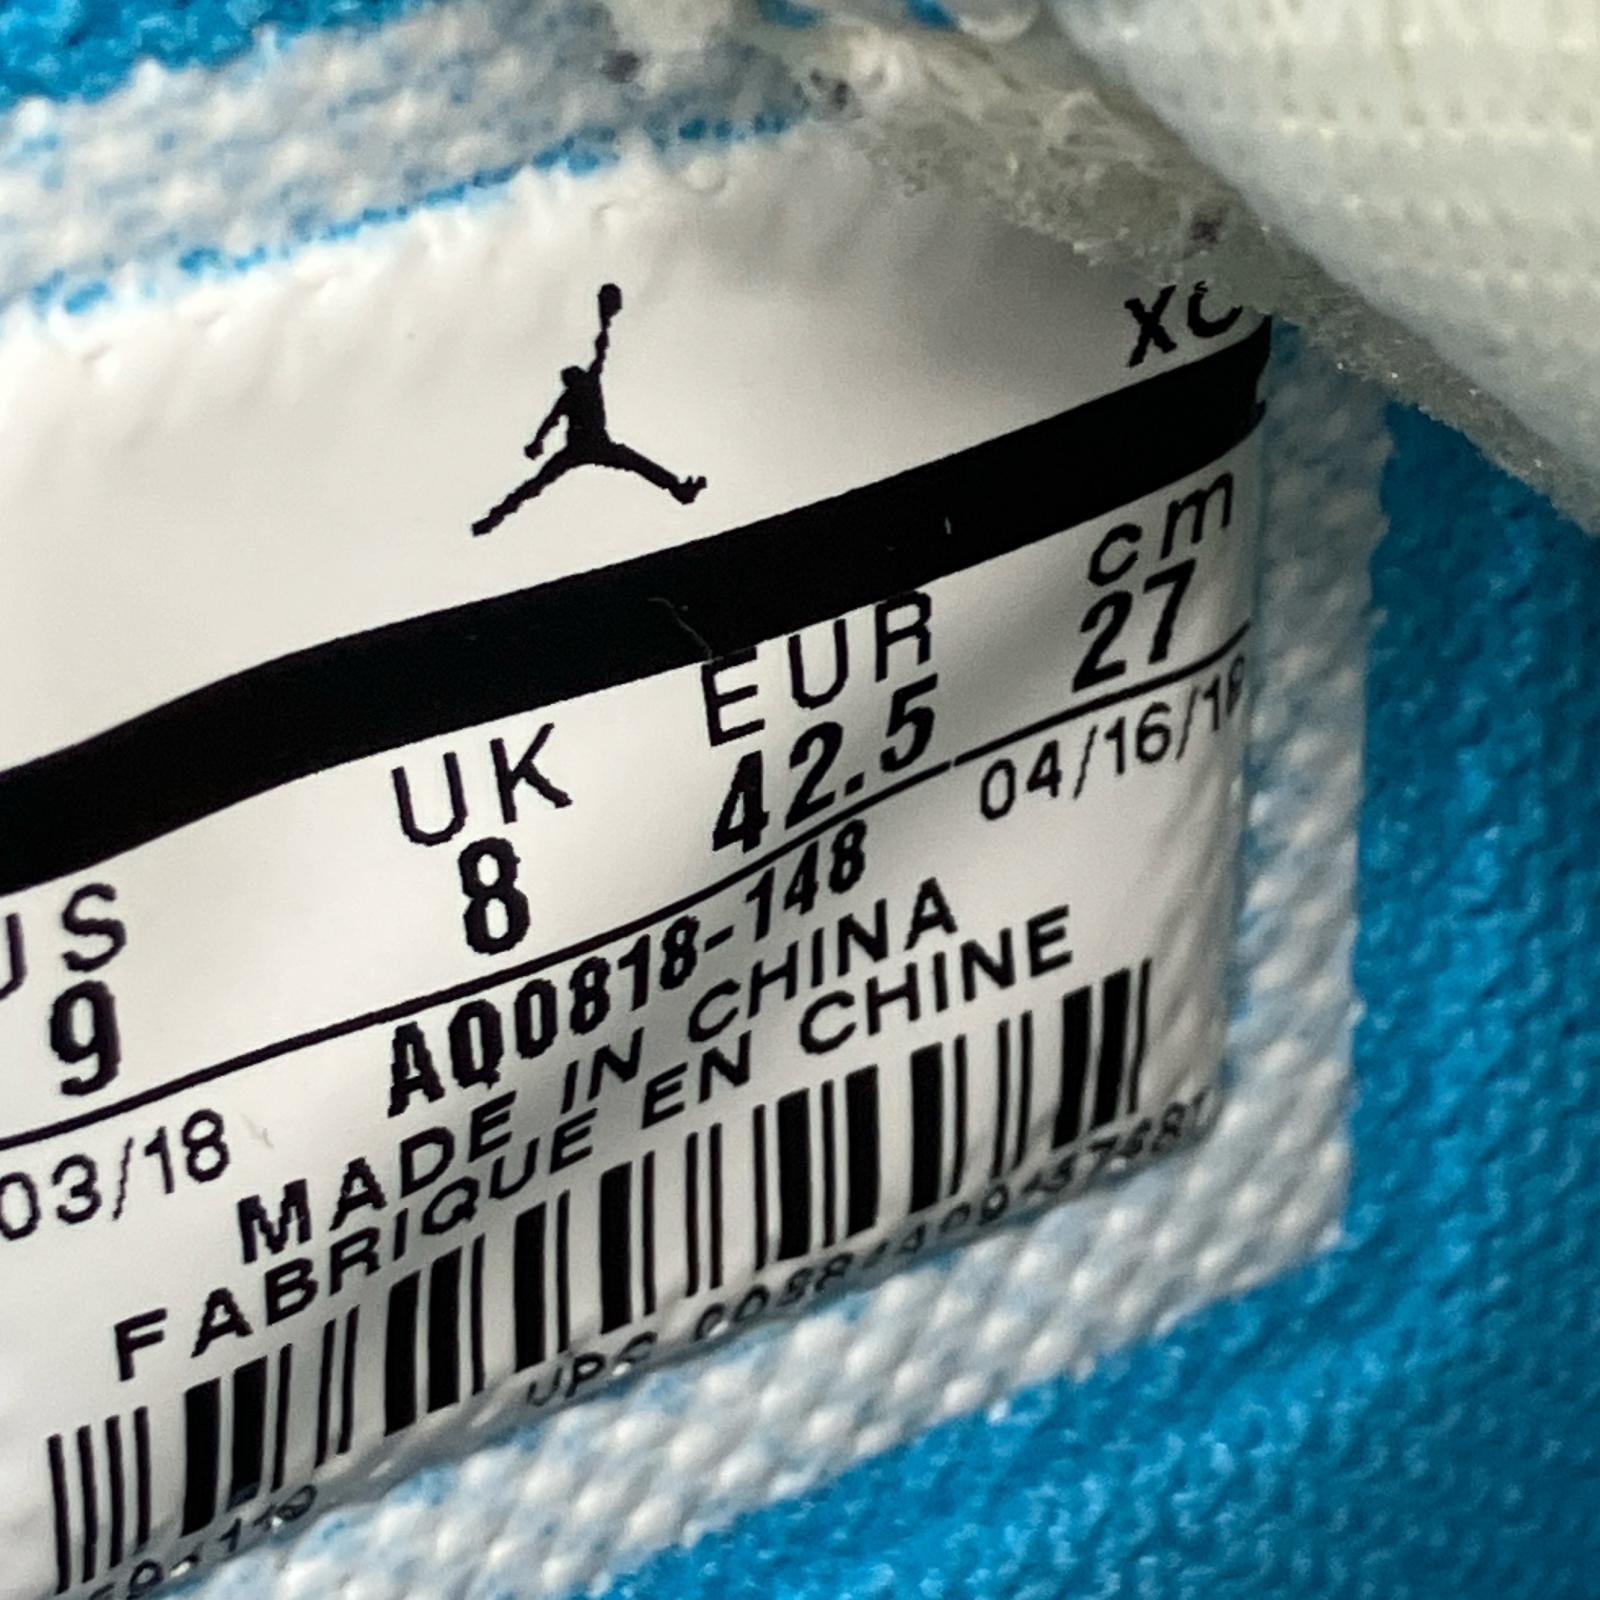 XC
US UK EUR cm
9 8 42.5 27
03/18 AQ0818-148 04/16/18
MADE IN CHINA
FABRIQUE EN CHINE
UPC